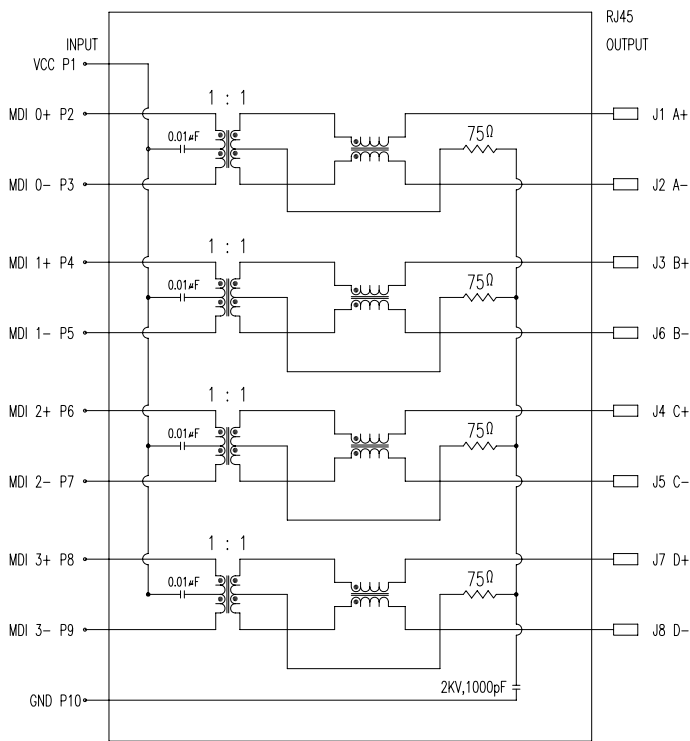 RJ45
INPUT OUTPUT
VCC P1
1 : 1
MDI 0+ P2 0.01µF 75Ω J1 A+
MDI 0- P3 J2 A-
1 : 1
MDI 1+ P4 0.01µF 75Ω J3 B+
MDI 1- P5 J6 B-
1 : 1
MDI 2+ P6 0.01µF 75Ω J4 C+
MDI 2- P7 J5 C-
1 : 1
MDI 3+ P8 0.01µF 75Ω J7 D+
MDI 3- P9 J8 D-
2KV,1000pF
GND P10